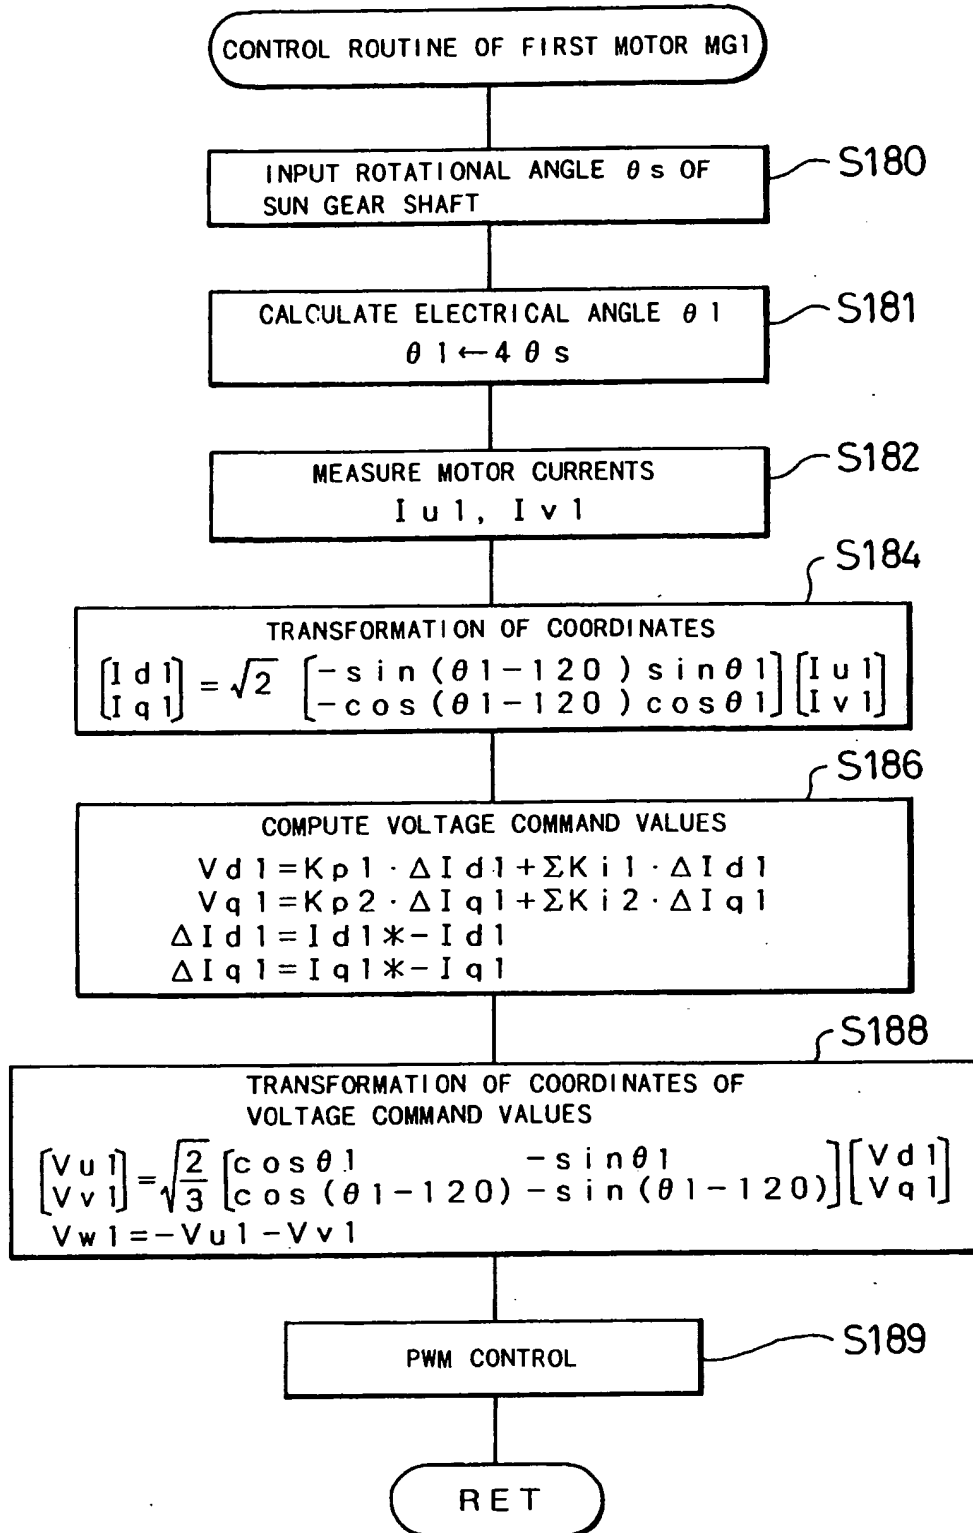 CONTROL ROUTINE OF FIRST MOTOR MG1
INPUT ROTATIONAL ANGLE θs OF
SUN GEAR SHAFT
S180
CALCULATE ELECTRICAL ANGLE θ1
θ1←4θs
S181
MEASURE MOTOR CURRENTS
Iu1, Iv1
S182
S184
TRANSFORMATION OF COORDINATES
[Id1] = √2 [-sin(θ1-120) sinθ1] [Iu1]
[Iq1] [-cos(θ1-120) cosθ1] [Iv1]
S186
COMPUTE VOLTAGE COMMAND VALUES
Vd1=Kp1·ΔId1+ΣKi1·ΔId1
Vq1=Kp2·ΔIq1+ΣKi2·ΔIq1
ΔId1=Id1*-Id1
ΔIq1=Iq1*-Iq1
S188
TRANSFORMATION OF COORDINATES OF
VOLTAGE COMMAND VALUES
[Vu1] = √2/3 [cosθ1 -sinθ1] [Vd1]
[Vv1] [cos(θ1-120) -sin(θ1-120)] [Vq1]
Vw1=-Vu1-Vv1
PWM CONTROL
S189
RET